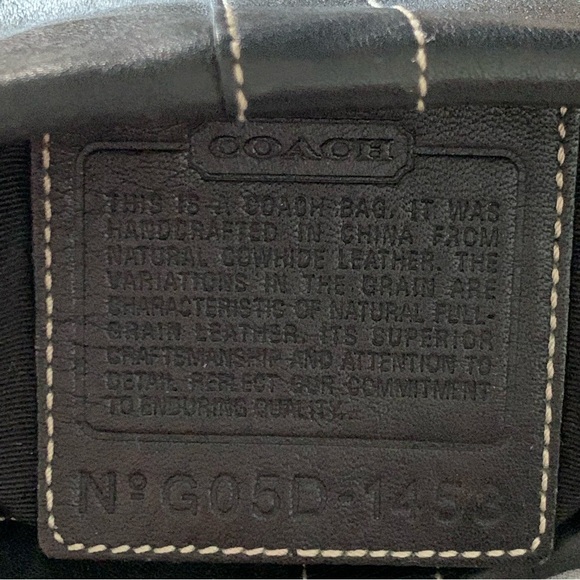 COACH
THIS IS A COACH BAG. IT WAS
HANDCRAFTED IN CHINA FROM
NATURAL COWHIDE LEATHER. THE
VARIATIONS IN THE GRAIN ARE
CHARACTERISTIC OF NATURAL FULL-
GRAIN LEATHER. ITS SUPERIOR
CRAFTSMANSHIP AND ATTENTION TO
DETAIL REFLECT OUR COMMITMENT
TO ENDURING QUALITY.
Nº G05D-1453